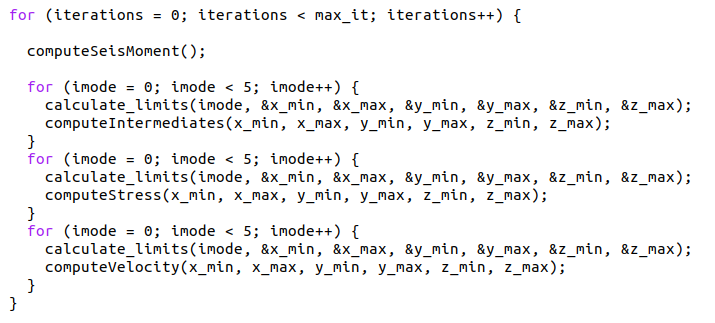 for (iterations = 0; iterations < max_it; iterations++) {
computeSeisMoment();
for (imode = 0; imode < 5; imode++) {
calculate_limits(imode, &x_min, &x_max, &y_min, &y_max, &z_min, &z_max);
computeIntermediates(x_min, x_max, y_min, y_max, z_min, z_max);
}
for (imode = 0; imode < 5; imode++) {
calculate_limits(imode, &x_min, &x_max, &y_min, &y_max, &z_min, &z_max);
computeStress(x_min, x_max, y_min, y_max, z_min, z_max);
}
for (imode = 0; imode < 5; imode++) {
calculate_limits(imode, &x_min, &x_max, &y_min, &y_max, &z_min, &z_max);
computeVelocity(x_min, x_max, y_min, y_max, z_min, z_max);
}
}